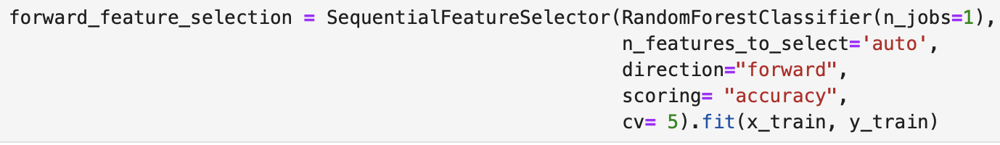 forward_feature_selection = SequentialFeatureSelector(RandomForestClassifier(n_jobs=1),
n_features_to_select='auto',
direction="forward",
scoring= "accuracy",
cv= 5).fit(x_train, y_train)